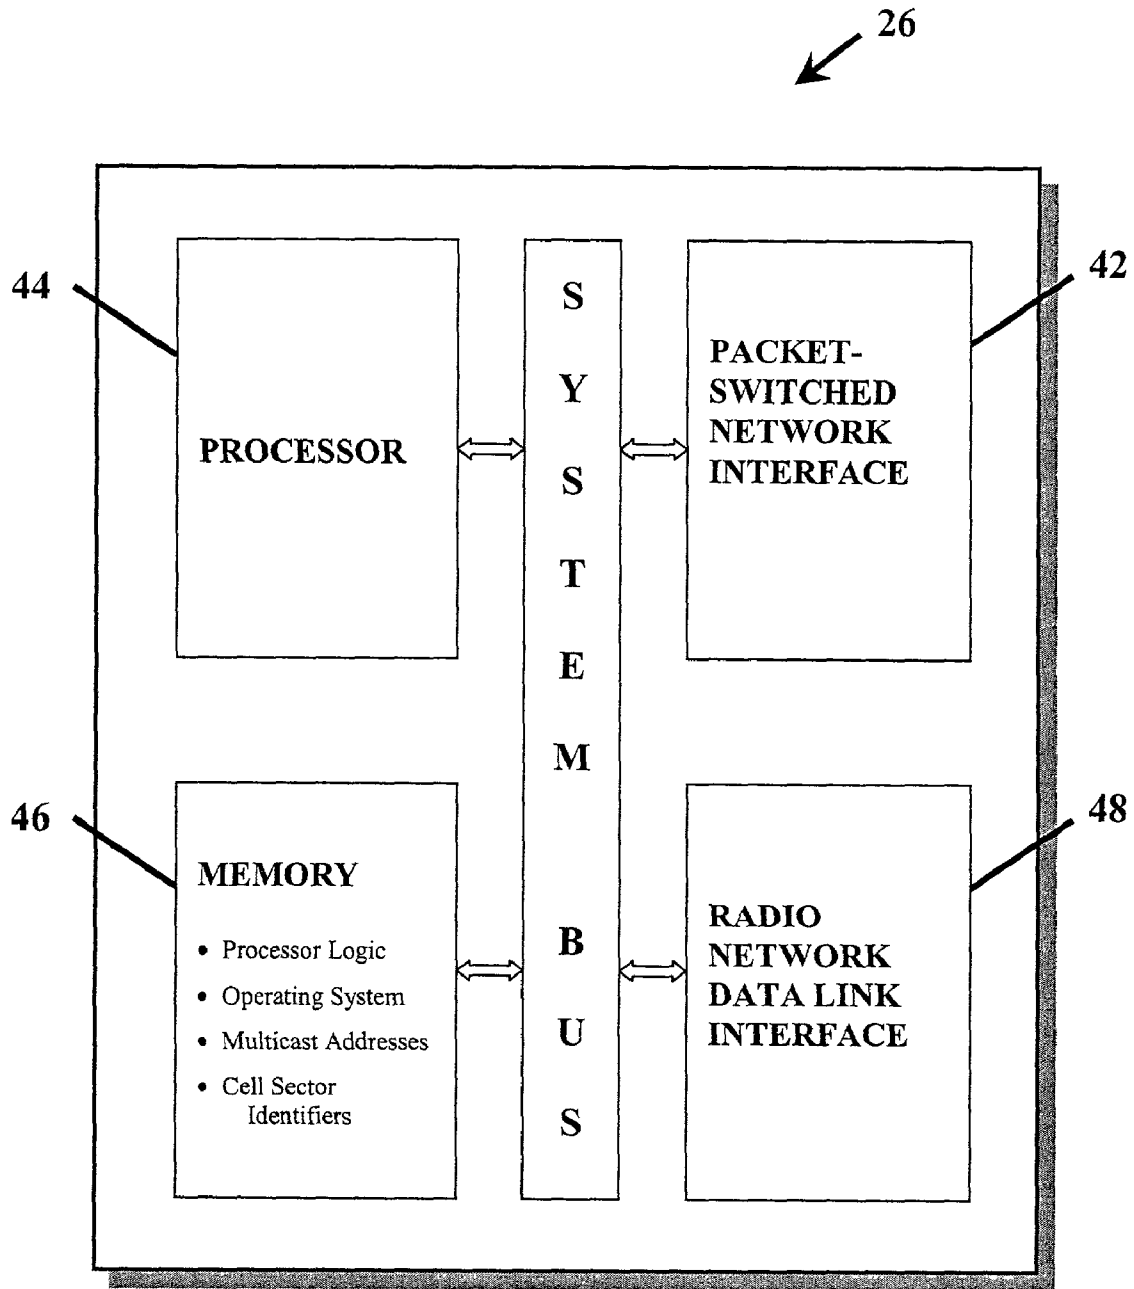 26
44
42
PROCESSOR
S
Y
S
T
E
M
B
U
S
PACKET-
SWITCHED
NETWORK
INTERFACE
46
48
MEMORY
• Processor Logic
• Operating System
• Multicast Addresses
• Cell Sector
Identifiers
RADIO
NETWORK
DATA LINK
INTERFACE